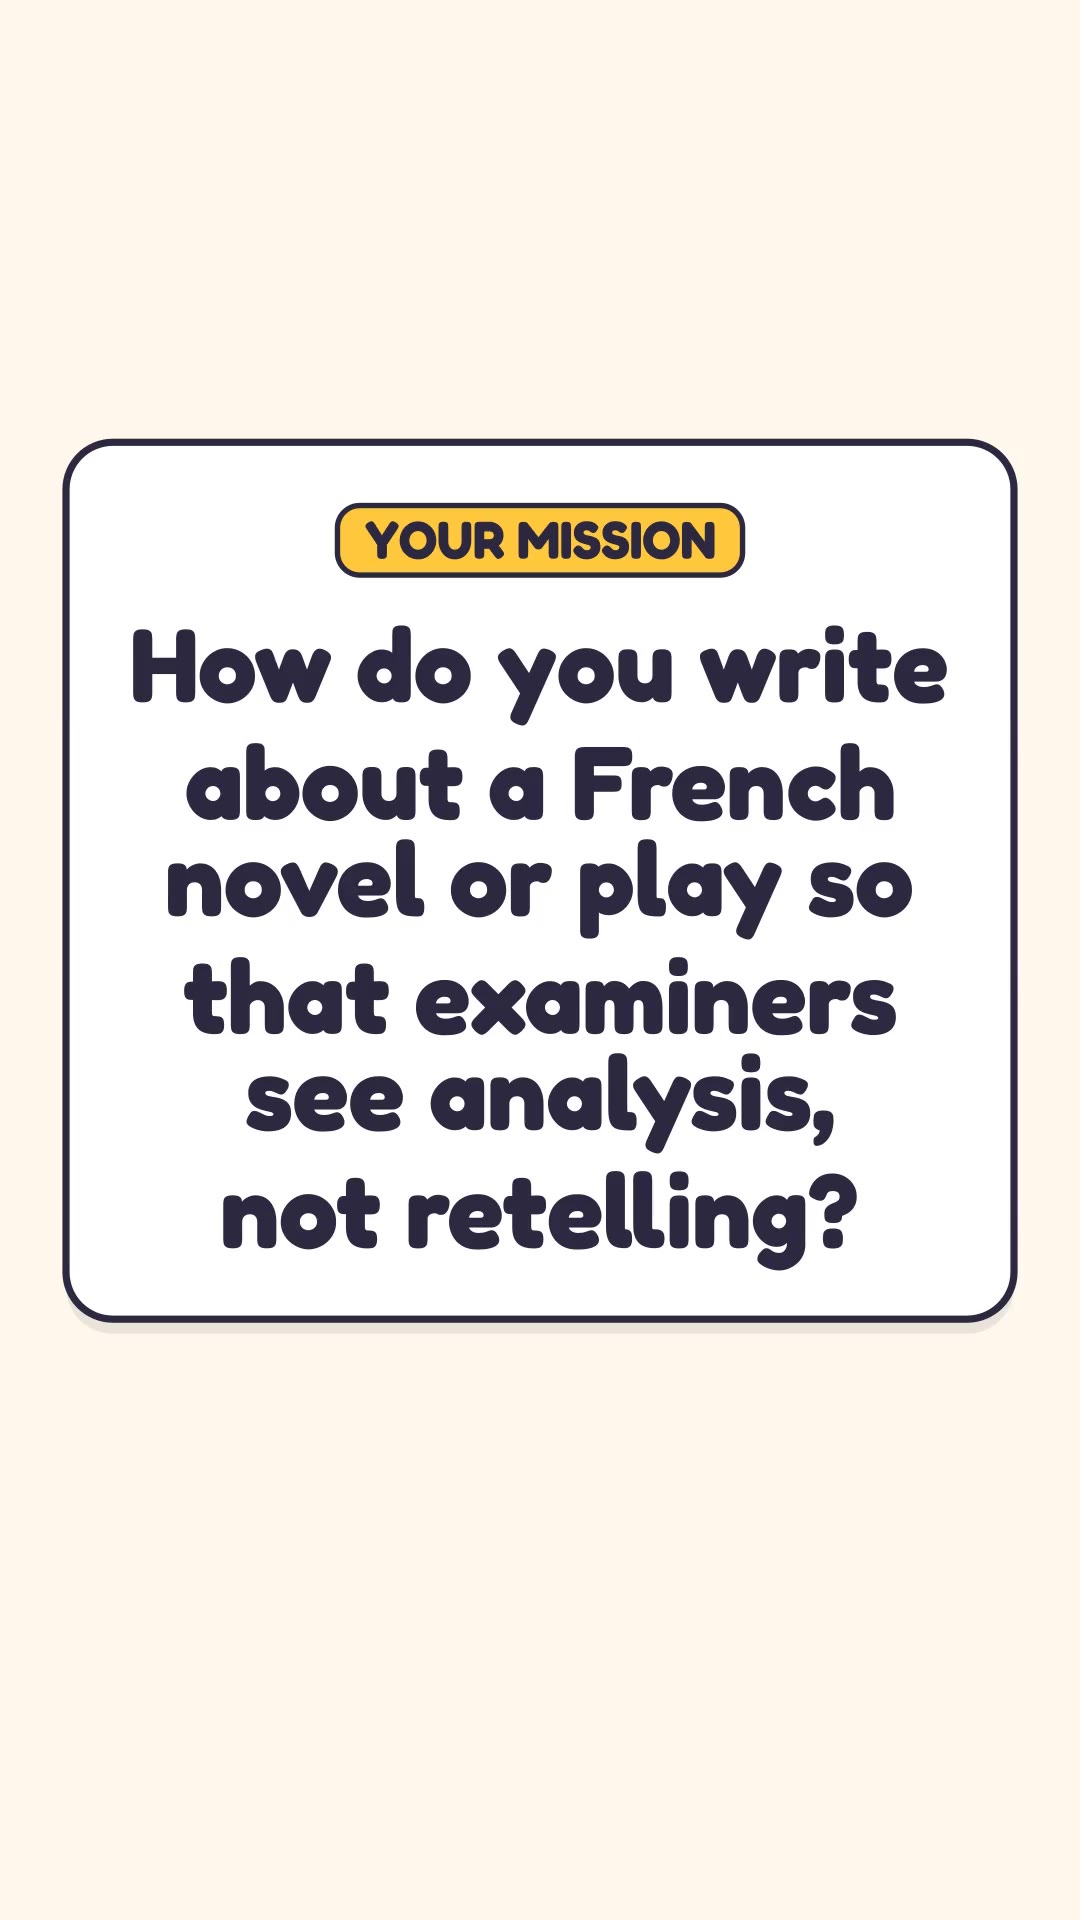 YOUR MISSION
How do you write
about a French
novel or play so
that examiners
see analysis,
not retelling?